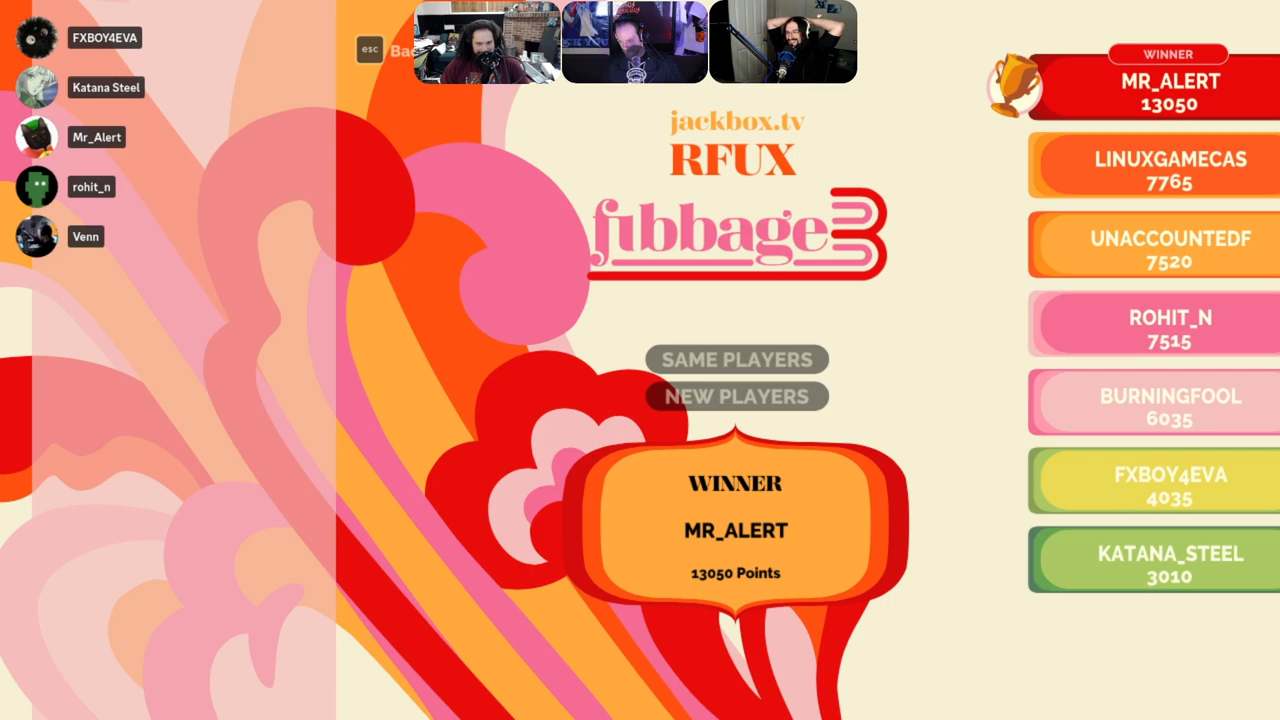 FXBOY4EVA
Katana Steel
Mr_Alert
rohit_n
Venn
esc Bac
jackbox.tv
RFUX
fibbage 3
SAME PLAYERS
NEW PLAYERS
WINNER
MR_ALERT
13050 Points
WINNER
MR_ALERT
13050
LINUXGAMECAS
7765
UNACCOUNTEDF
7520
ROHIT_N
7515
BURNINGFOOL
6035
FXBOY4EVA
4035
KATANA_STEEL
3010